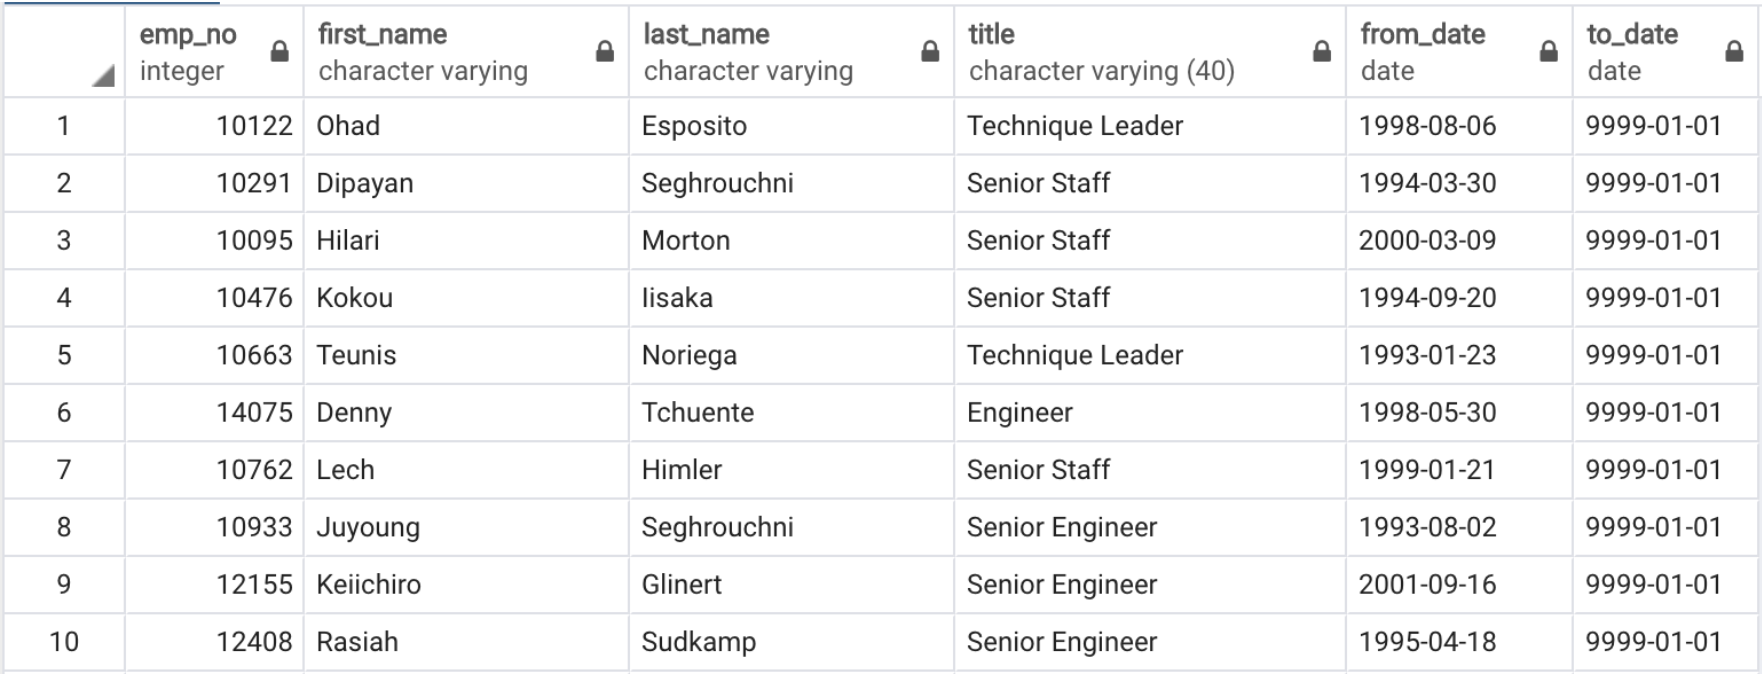 emp_no first_name last_name title from_date to_date
integer character varying character varying character varying (40) date date
1 10122 Ohad Esposito Technique Leader 1998-08-06 9999-01-01
2 10291 Dipayan Seghrouchni Senior Staff 1994-03-30 9999-01-01
3 10095 Hilari Morton Senior Staff 2000-03-09 9999-01-01
4 10476 Kokou Iisaka Senior Staff 1994-09-20 9999-01-01
5 10663 Teunis Noriega Technique Leader 1993-01-23 9999-01-01
6 14075 Denny Tchuente Engineer 1998-05-30 9999-01-01
7 10762 Lech Himler Senior Staff 1999-01-21 9999-01-01
8 10933 Juyoung Seghrouchni Senior Engineer 1993-08-02 9999-01-01
9 12155 Keiichiro Glinert Senior Engineer 2001-09-16 9999-01-01
10 12408 Rasiah Sudkamp Senior Engineer 1995-04-18 9999-01-01